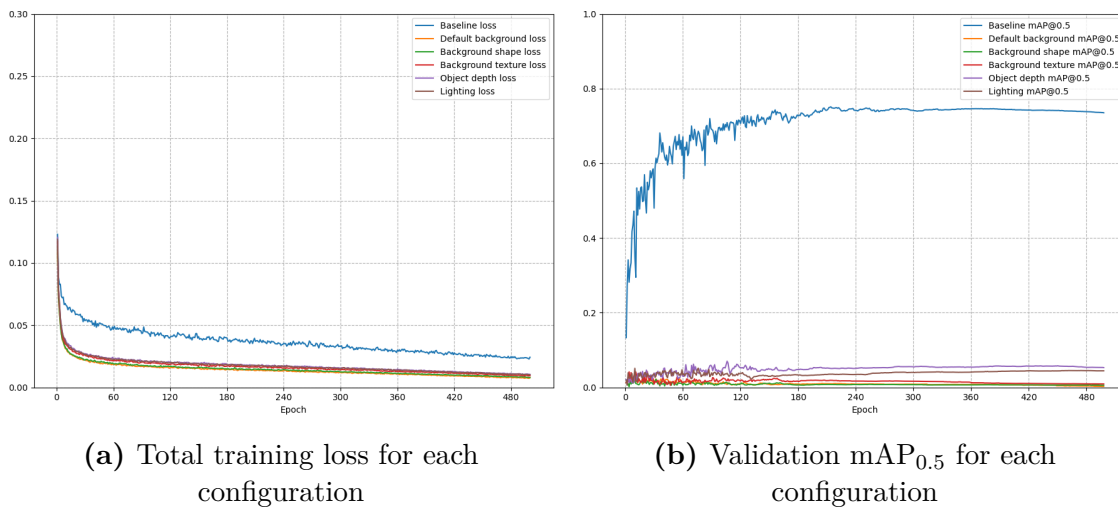 0.30
0.25
0.20
0.15
0.10
0.05
0.00
60
120
180
240
300
360
420
480
Epoch
Baseline loss
Default background loss
Background shape loss
Background texture loss
Object depth loss
Lighting loss
(a) Total training loss for each
configuration
1.0
0.8
0.6
0.4
0.2
0.0
0
60
120
180
240
300
360
420
480
Epoch
Baseline mAP@0.5
Default background mAP@0.5
Background shape mAP@0.5
Background texture mAP@0.5
Object depth mAP@0.5
Lighting mAP@0.5
(b) Validation mAP0.5 for each
configuration